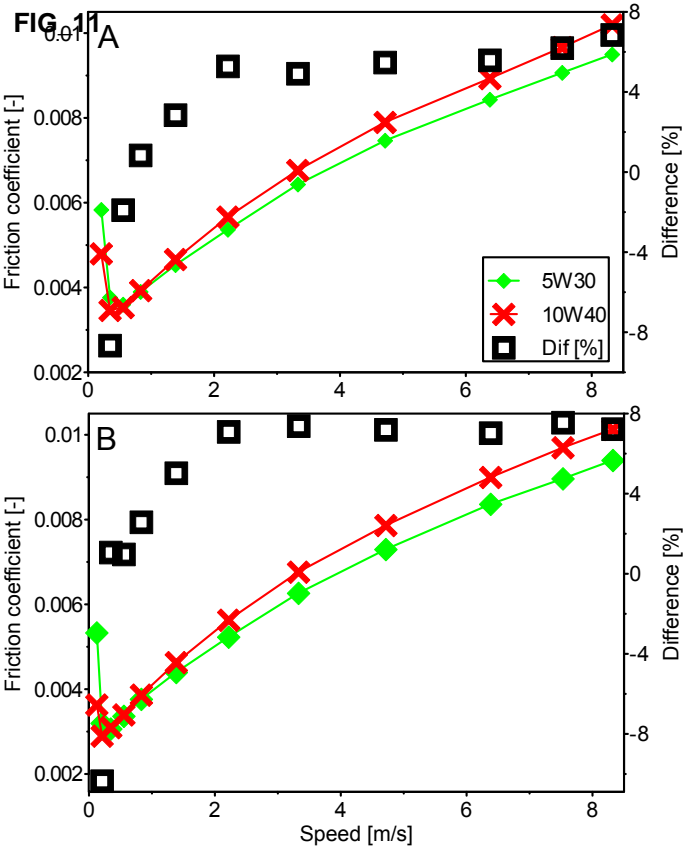 FIG 11
A
0.01
0.008
0.006
0.004
0.002
Friction coefficient [-]
8
4
0
-4
-8
Difference [%]
5W30
10W40
Dif [%]
0 2 4 6 8
B
0.01
0.008
0.006
0.004
0.002
Friction coefficient [-]
8
4
0
-4
-8
Difference [%]
0 2 4 6 8
Speed [m/s]